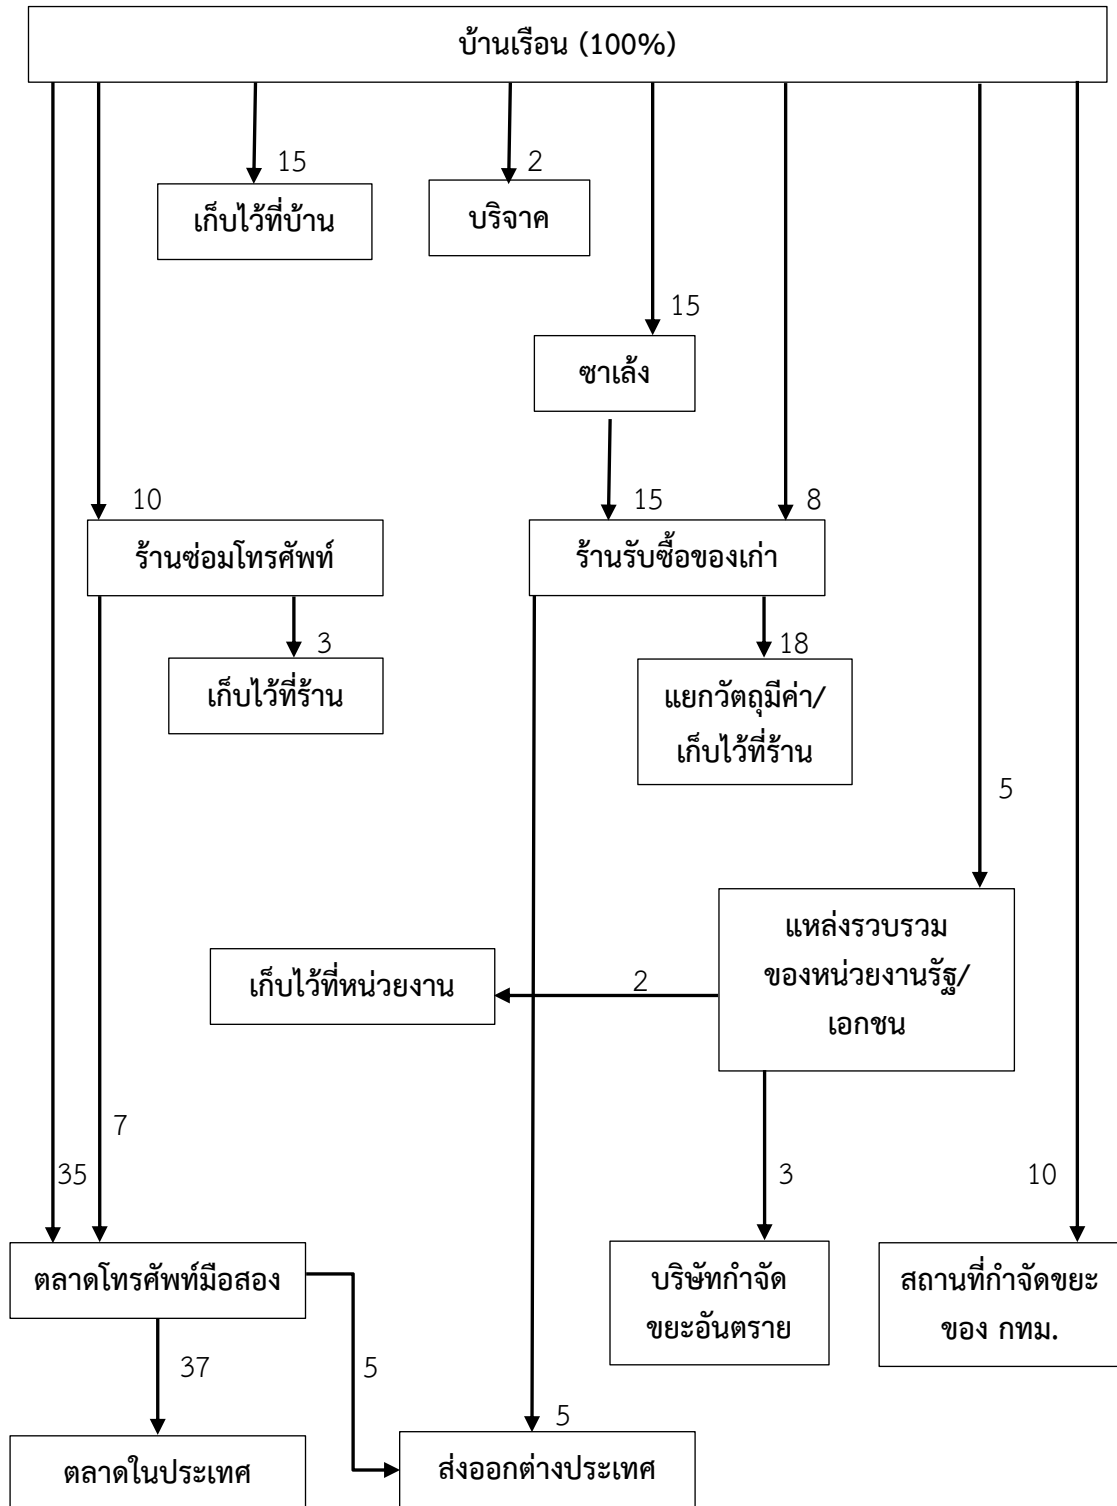 บ้านเรือน (100%)
15
2
เก็บไว้ที่บ้าน
บริจาค
15
ซาเล้ง
10
15
8
ร้านซ่อมโทรศัพท์
ร้านรับซื้อของเก่า
3
18
เก็บไว้ที่ร้าน
แยกวัตถุมีค่า/
เก็บไว้ที่ร้าน
5
แหล่งรวบรวม
ของหน่วยงานรัฐ/
เอกชน
เก็บไว้ที่หน่วยงาน
2
7
35
3
10
ตลาดโทรศัพท์มือสอง
บริษัทกำจัด
ขยะอันตราย
สถานที่กำจัดขยะ
ของ กทม.
37
5
5
ตลาดในประเทศ
ส่งออกต่างประเทศ